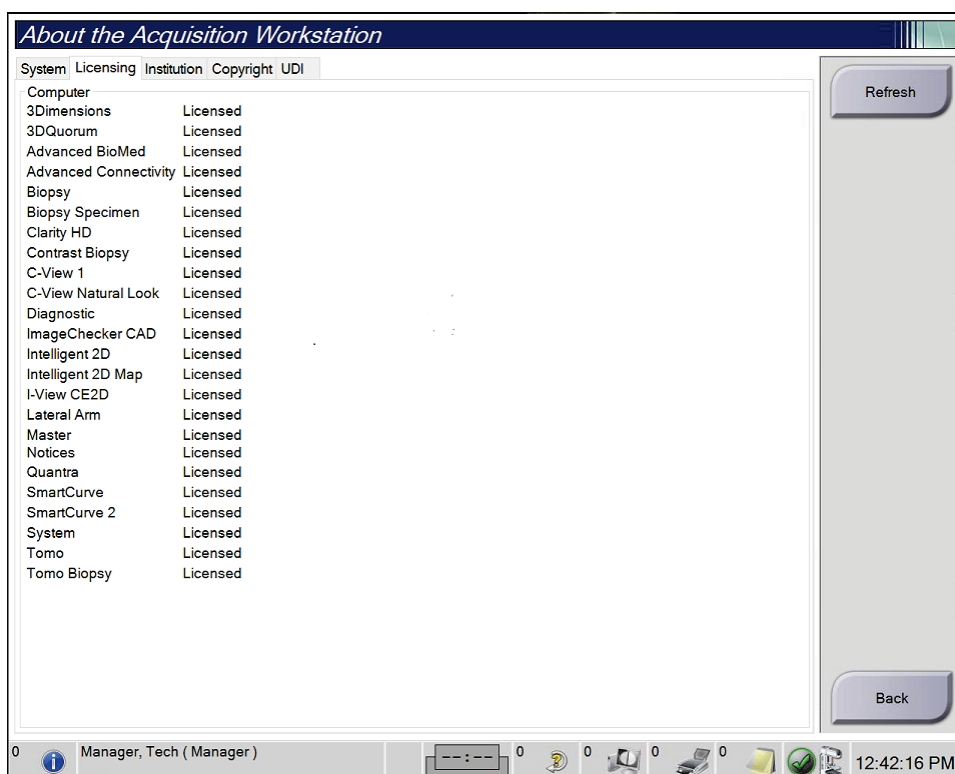 About the Acquisition Workstation
System Licensing Institution Copyright UDI
Computer
3Dimensions Licensed
3DQuorum Licensed
Advanced BioMed Licensed
Advanced Connectivity Licensed
Biopsy Licensed
Biopsy Specimen Licensed
Clarity HD Licensed
Contrast Biopsy Licensed
C-View 1 Licensed
C-View Natural Look Licensed
Diagnostic Licensed
ImageChecker CAD Licensed
Intelligent 2D Licensed
Intelligent 2D Map Licensed
I-View CE2D Licensed
Lateral Arm Licensed
Master Licensed
Notices Licensed
Quantra Licensed
SmartCurve Licensed
SmartCurve 2 Licensed
System Licensed
Tomo Licensed
Tomo Biopsy Licensed
Refresh
Back
0 Manager, Tech ( Manager ) --:-- 0 0 0 0 12:42:16 PM